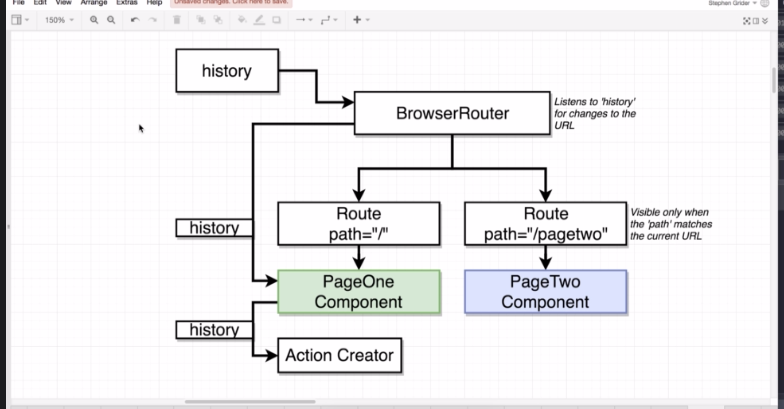 File Edit View Arrange Extras Help Unsaved changes. Click here to save. Stephen Grider
150%
history
BrowserRouter
Listens to 'history'
for changes to the
URL
history
Route
path="/"
Route
path="/pagetwo"
Visible only when
the 'path' matches
the current URL
PageOne
Component
PageTwo
Component
history
Action Creator